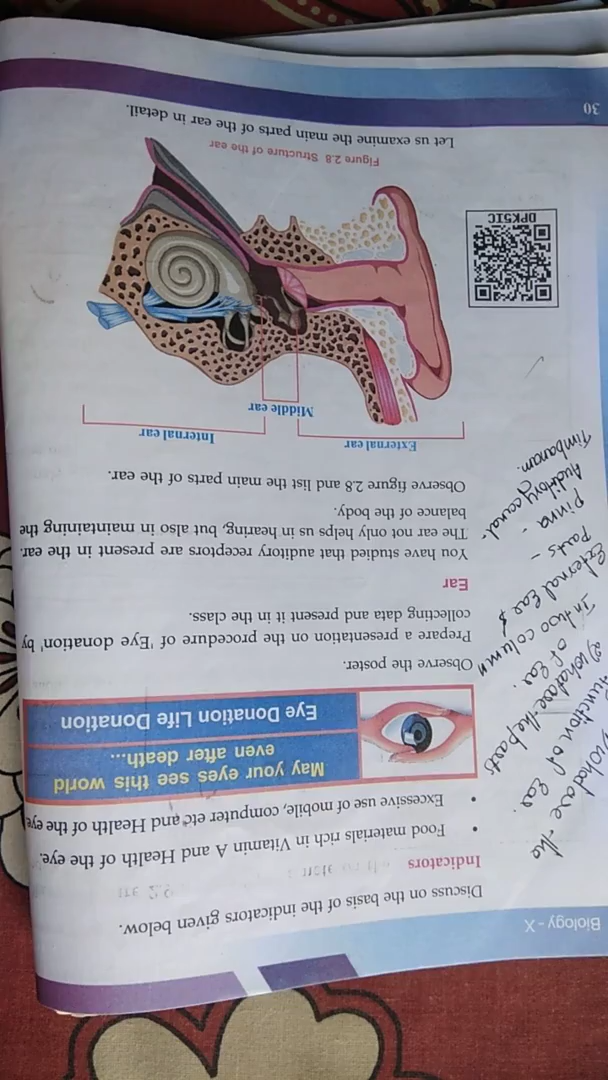 Biology - X
Discuss on the basis of the indicators given below.
Indicators
• Food materials rich in Vitamin A and Health of the eye.
• Excessive use of mobile, computer etc and Health of the eye
May your eyes see this world
even after death...
Eye Donation Life Donation
Observe the poster.
Prepare a presentation on the procedure of 'Eye donation' by
collecting data and present it in the class.
Ear
You have studied that auditory receptors are present in the ear.
The ear not only helps us in hearing, but also in maintaining the
balance of the body.
Observe figure 2.8 and list the main parts of the ear.
External ear
Middle ear
Internal ear
DPK5IC
Figure 2.8 Structure of the ear
Let us examine the main parts of the ear in detail.
30
What are the
function of Ear.
2) What are the parts
of Ear.
In two column
External Ear &
Parts -
Pinna -
Auditory canal.
Timbanam.